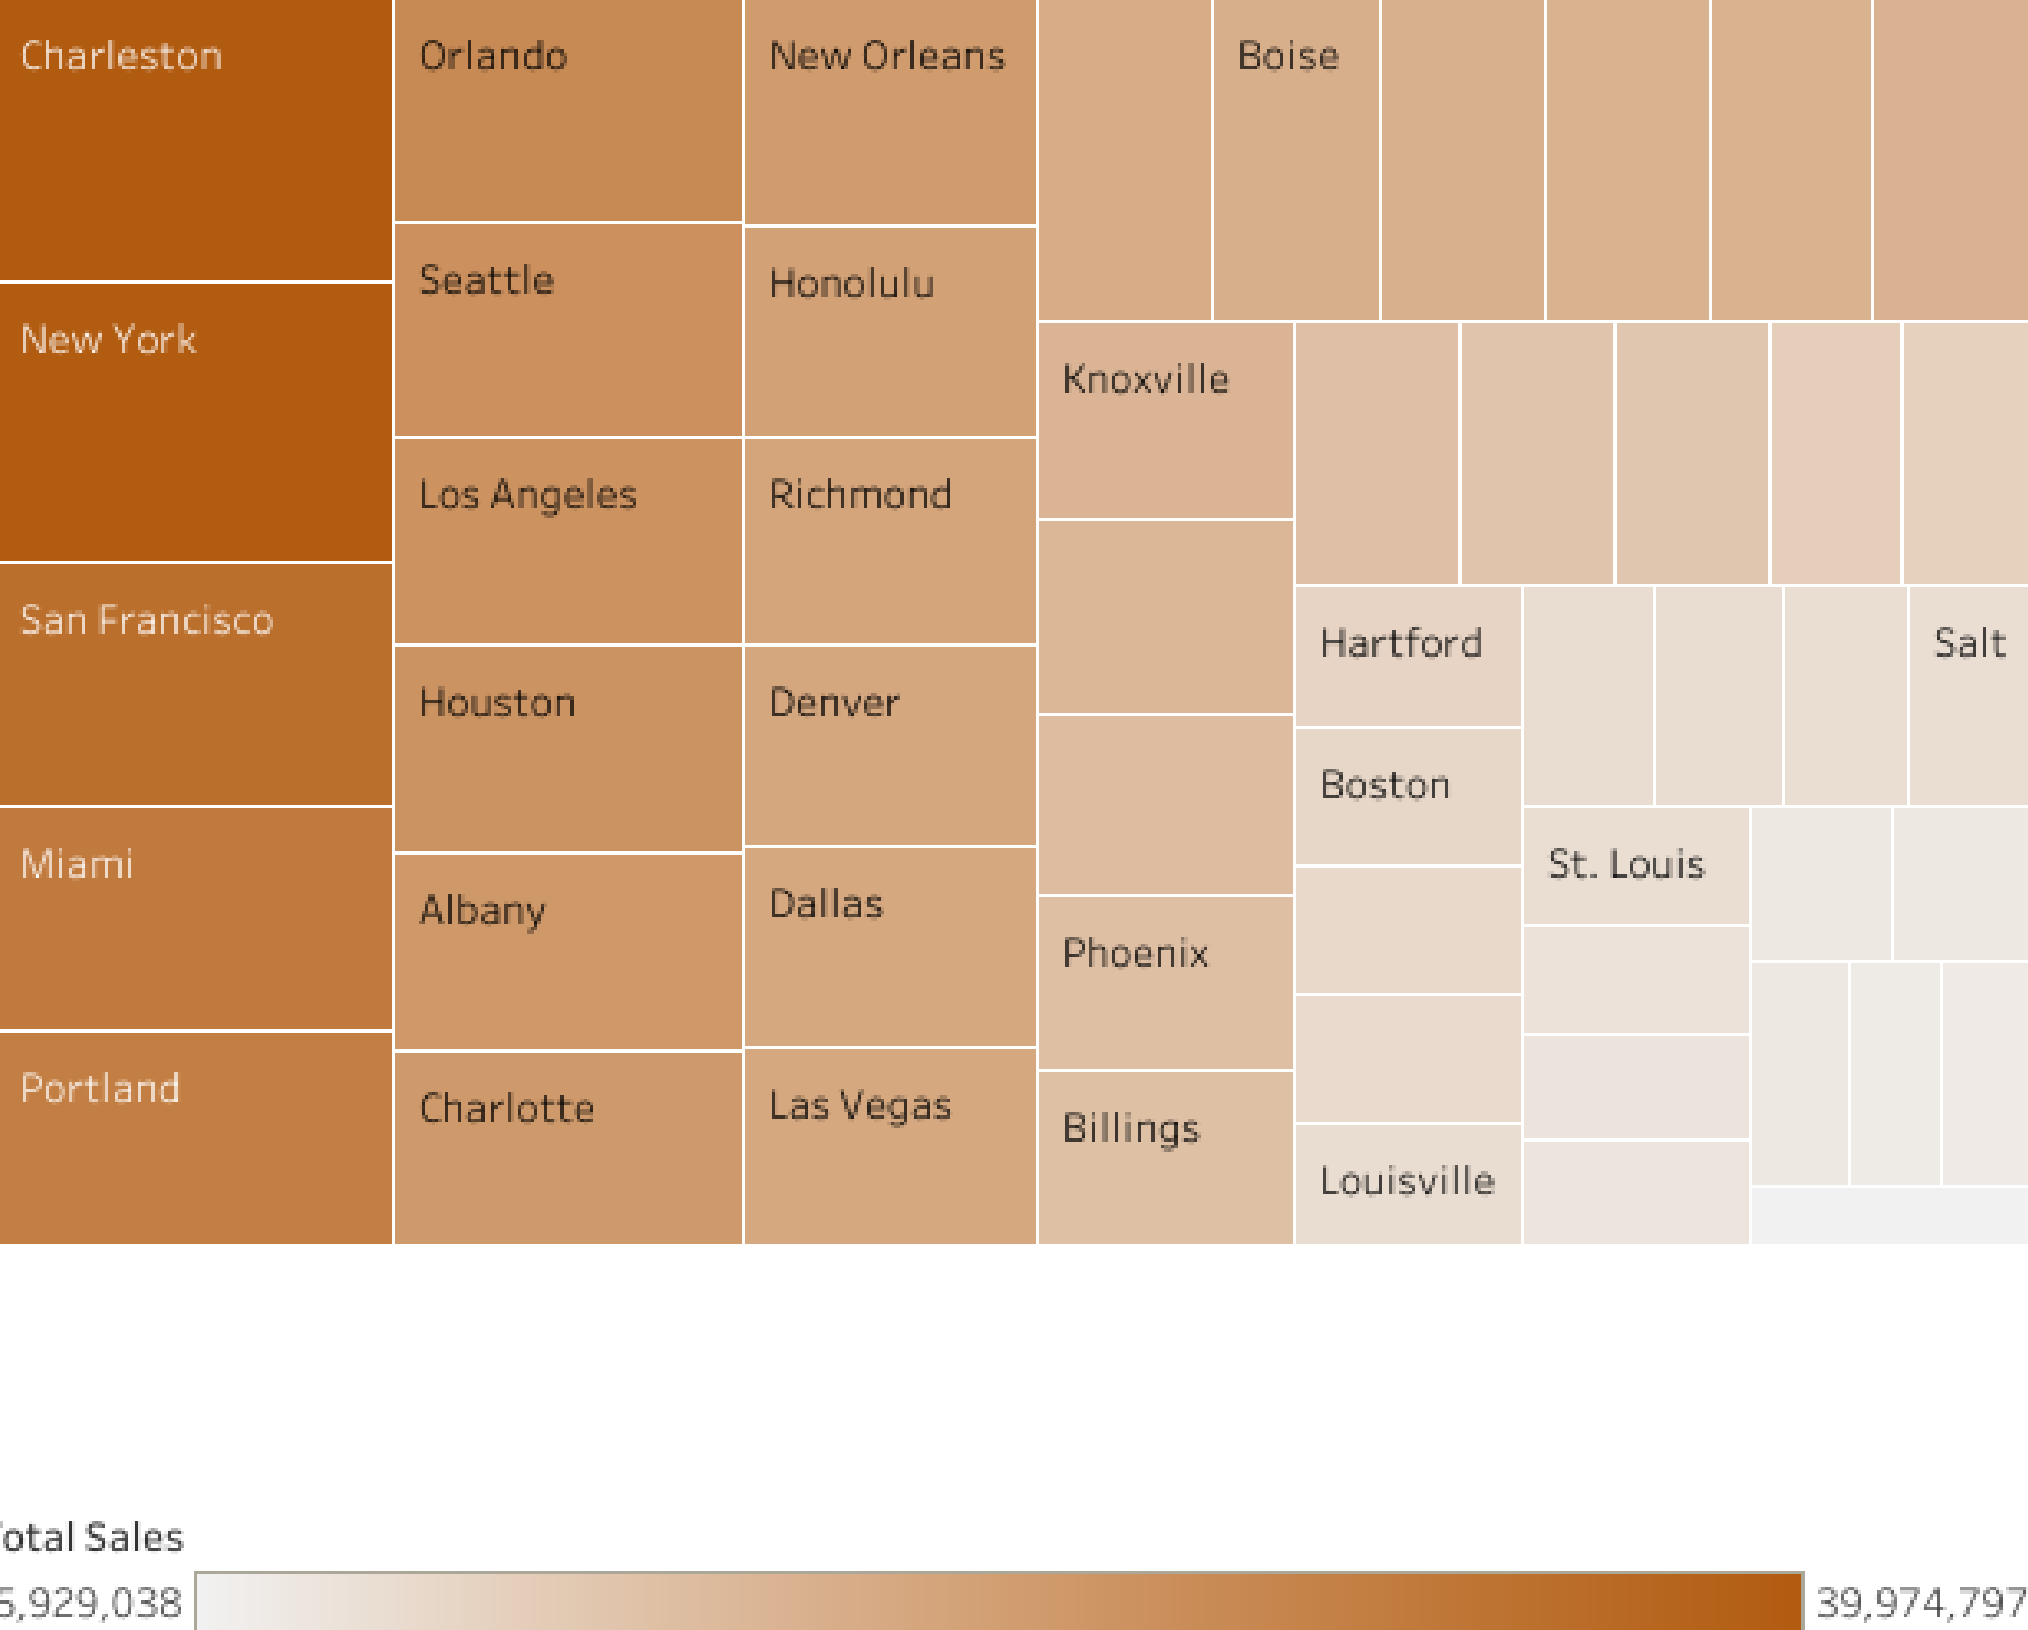 Charleston
New York
San Francisco
Miami
Portland
Orlando
Seattle
Los Angeles
Houston
Albany
Charlotte
New Orleans
Honolulu
Richmond
Denver
Dallas
Las Vegas
Boise
Knoxville
Phoenix
Billings
Hartford
Boston
Louisville
Salt
St. Louis
otal Sales
5,929,038
39,974,797